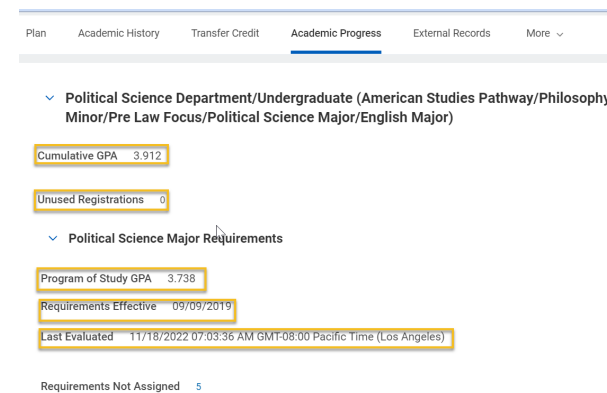 Plan Academic History Transfer Credit Academic Progress External Records More
Political Science Department/Undergraduate (American Studies Pathway/Philosophy
Minor/Pre Law Focus/Political Science Major/English Major)
Cumulative GPA 3.912
Unused Registrations 0
Political Science Major Requirements
Program of Study GPA 3.738
Requirements Effective 09/09/2019
Last Evaluated 11/18/2022 07:03:36 AM GMT-08:00 Pacific Time (Los Angeles)
Requirements Not Assigned 5